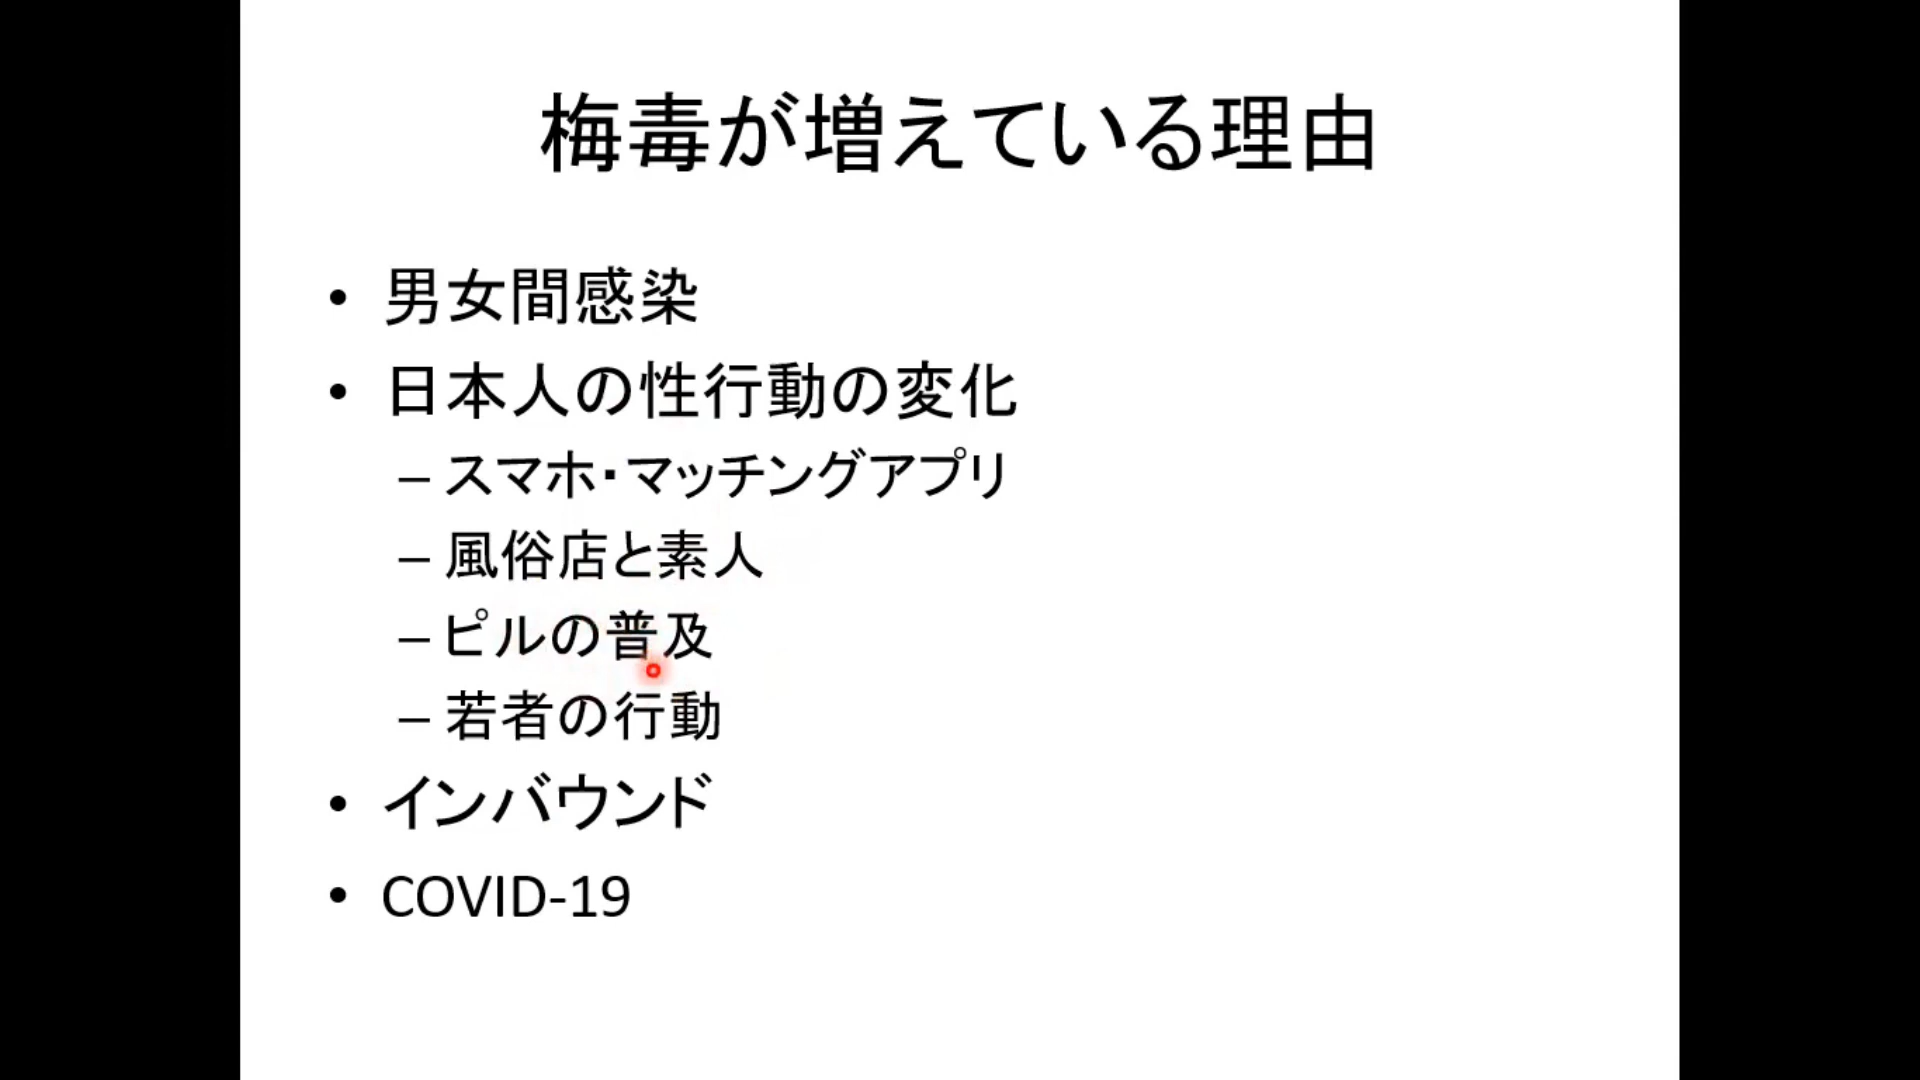 梅毒が増えている理由
• 男女間感染
• 日本人の性行動の変化
– スマホ・マッチングアプリ
– 風俗店と素人
– ピルの普及
– 若者の行動
• インバウンド
• COVID-19